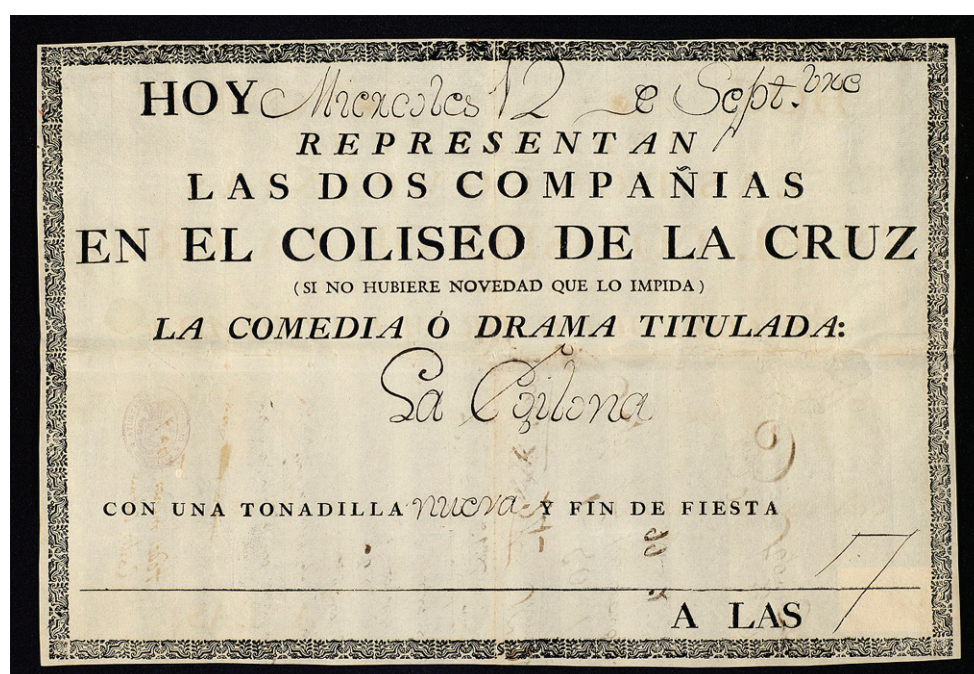 HOY Miercoles 12 de Sept.bre
REPRESENTAN
LAS DOS COMPAÑIAS
EN EL COLISEO DE LA CRUZ
(SI NO HUBIERE NOVEDAD QUE LO IMPIDA)
LA COMEDIA Ó DRAMA TITULADA:
La Egilona
CON UNA TONADILLA nueva Y FIN DE FIESTA
A LAS 7